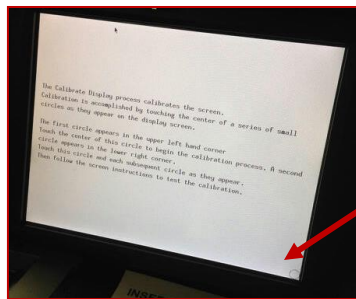 The Calibrate Display process calibrates the screen.
Calibration is accomplished by touching the center of a series of small
circles as they appear on the display screen.
The first circle appears in the upper left hand corner
Touch the center of this circle to begin the calibration process. A second
circle appears in the lower right corner.
Touch this circle and each subsequent circle as they appear.
Then follow the screen instructions to test the calibration.